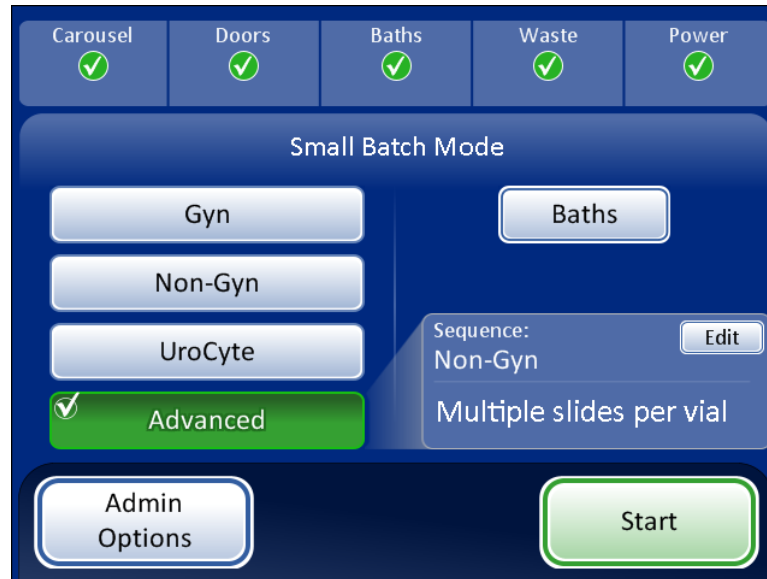 Carousel
Doors
Baths
Waste
Power
Small Batch Mode
Gyn
Baths
Non-Gyn
UroCyte
Sequence:
Edit
Non-Gyn
Advanced
Multiple slides per vial
Admin
Options
Start